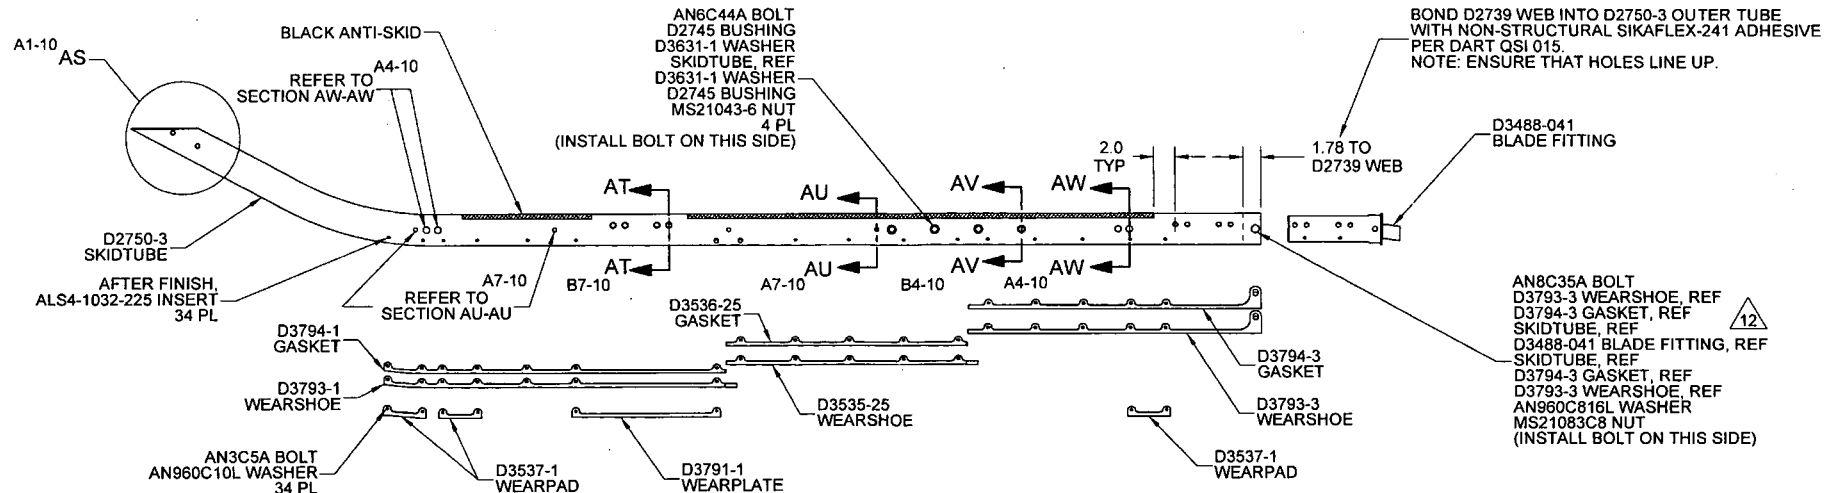 A1-10
AS
BLACK ANTI-SKID
A4-10
REFER TO
SECTION AW-AW
AN6C44A BOLT
D2745 BUSHING
D3631-1 WASHER
SKIDTUBE, REF
D3631-1 WASHER
D2745 BUSHING
MS21043-6 NUT
4 PL
(INSTALL BOLT ON THIS SIDE)
BOND D2739 WEB INTO D2750-3 OUTER TUBE
WITH NON-STRUCTURAL SIKAFLEX-241 ADHESIVE
PER DART QSI 015.
NOTE: ENSURE THAT HOLES LINE UP.
2.0
TYP
1.78 TO
D2739 WEB
D3488-041
BLADE FITTING
AT
AU
AV
AW
D2750-3
SKIDTUBE
AFTER FINISH,
ALS4-1032-225 INSERT
34 PL
REFER TO
SECTION AU-AU
A7-10
AT
B7-10
AU
A7-10
AV
B4-10
AW
A4-10
D3794-1
GASKET
D3793-1
WEARSHOE
AN3C5A BOLT
AN960C10L WASHER
34 PL
D3537-1
WEARPAD
D3791-1
WEARPLATE
D3536-25
GASKET
D3535-25
WEARSHOE
D3794-3
GASKET
D3793-3
WEARSHOE
D3537-1
WEARPAD
AN8C35A BOLT
D3793-3 WEARSHOE, REF
D3794-3 GASKET, REF
SKIDTUBE, REF
D3488-041 BLADE FITTING, REF
SKIDTUBE, REF
D3794-3 GASKET, REF
D3793-3 WEARSHOE, REF
AN960C816L WASHER
MS21083C8 NUT
(INSTALL BOLT ON THIS SIDE)
12